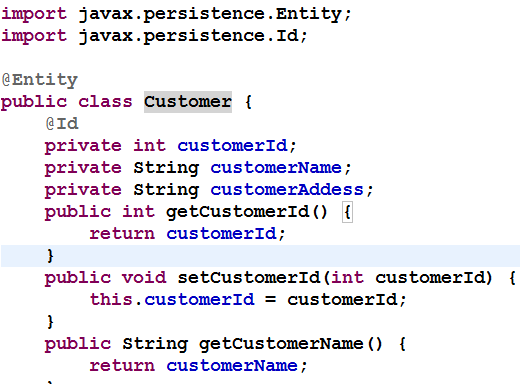 import javax.persistence.Entity;
import javax.persistence.Id;
@Entity
public class Customer {
@Id
private int customerId;
private String customerName;
private String customerAddess;
public int getCustomerId() {
return customerId;
}
public void setCustomerId(int customerId) {
this.customerId = customerId;
}
public String getCustomerName() {
return customerName;